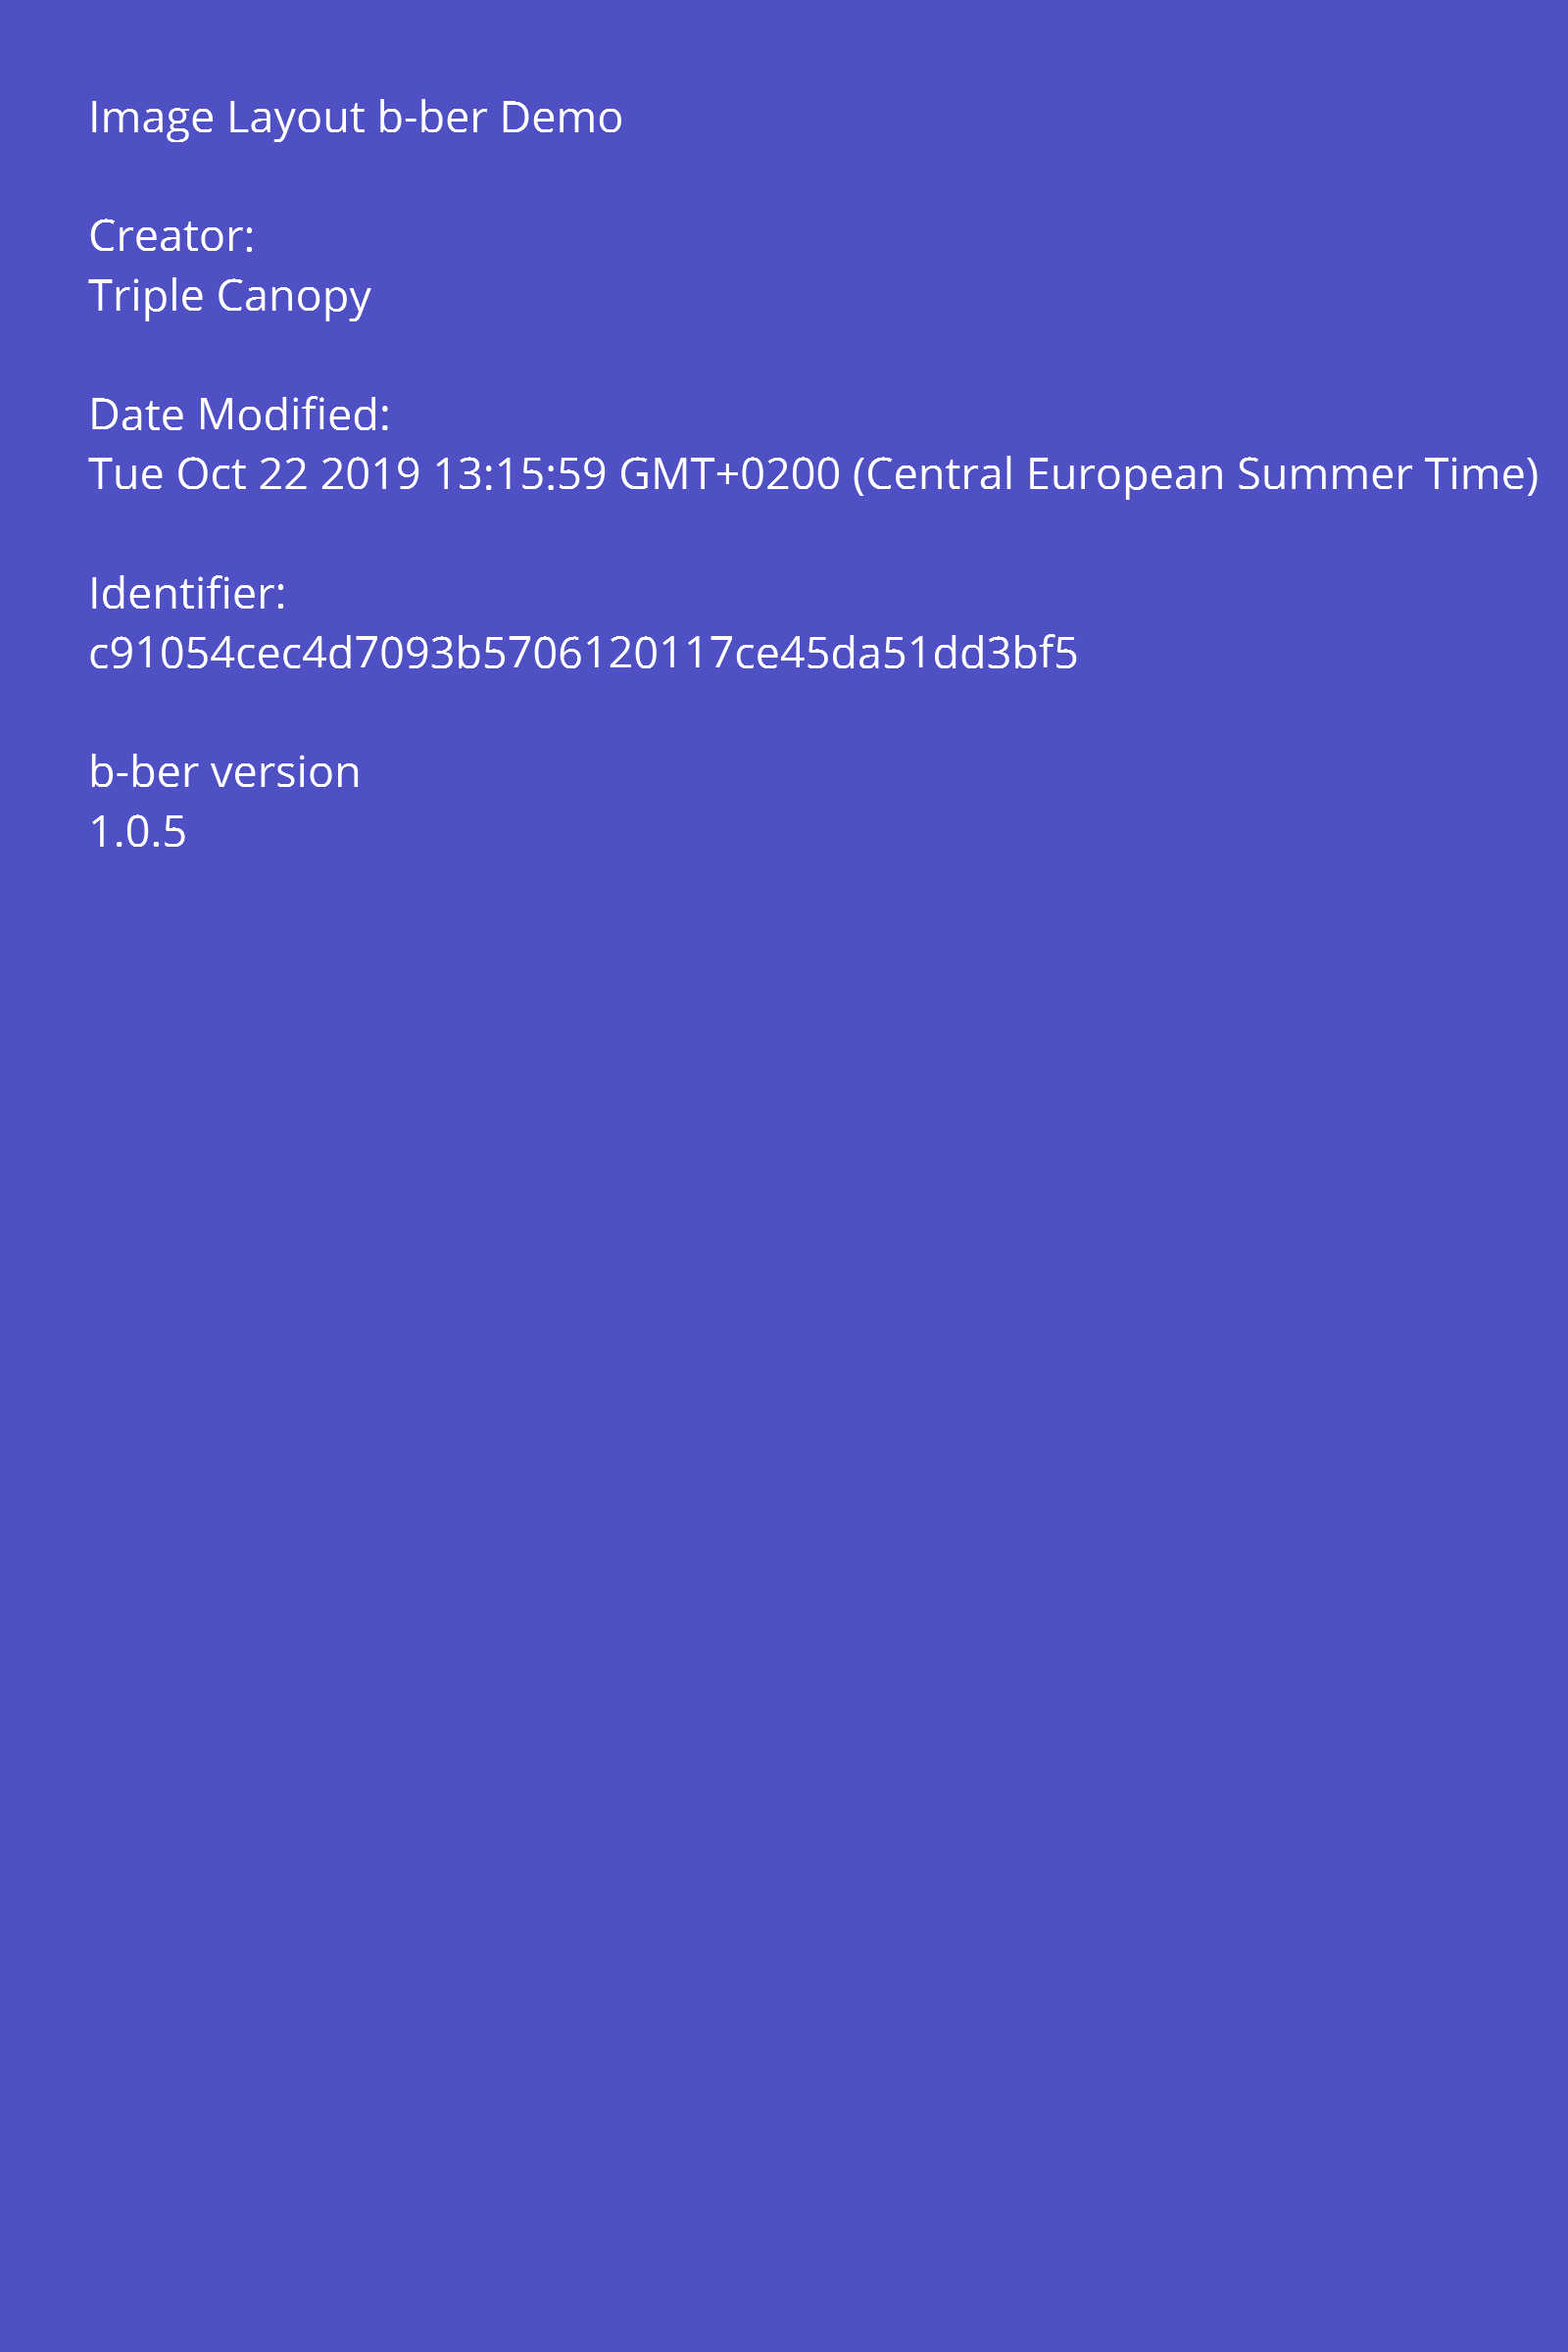 Image Layout b-ber Demo
Creator:
Triple Canopy
Date Modified:
Tue Oct 22 2019 13:15:59 GMT+0200 (Central European Summer Time)
Identifier:
c91054cec4d7093b5706120117ce45da51dd3bf5
b-ber version
1.0.5